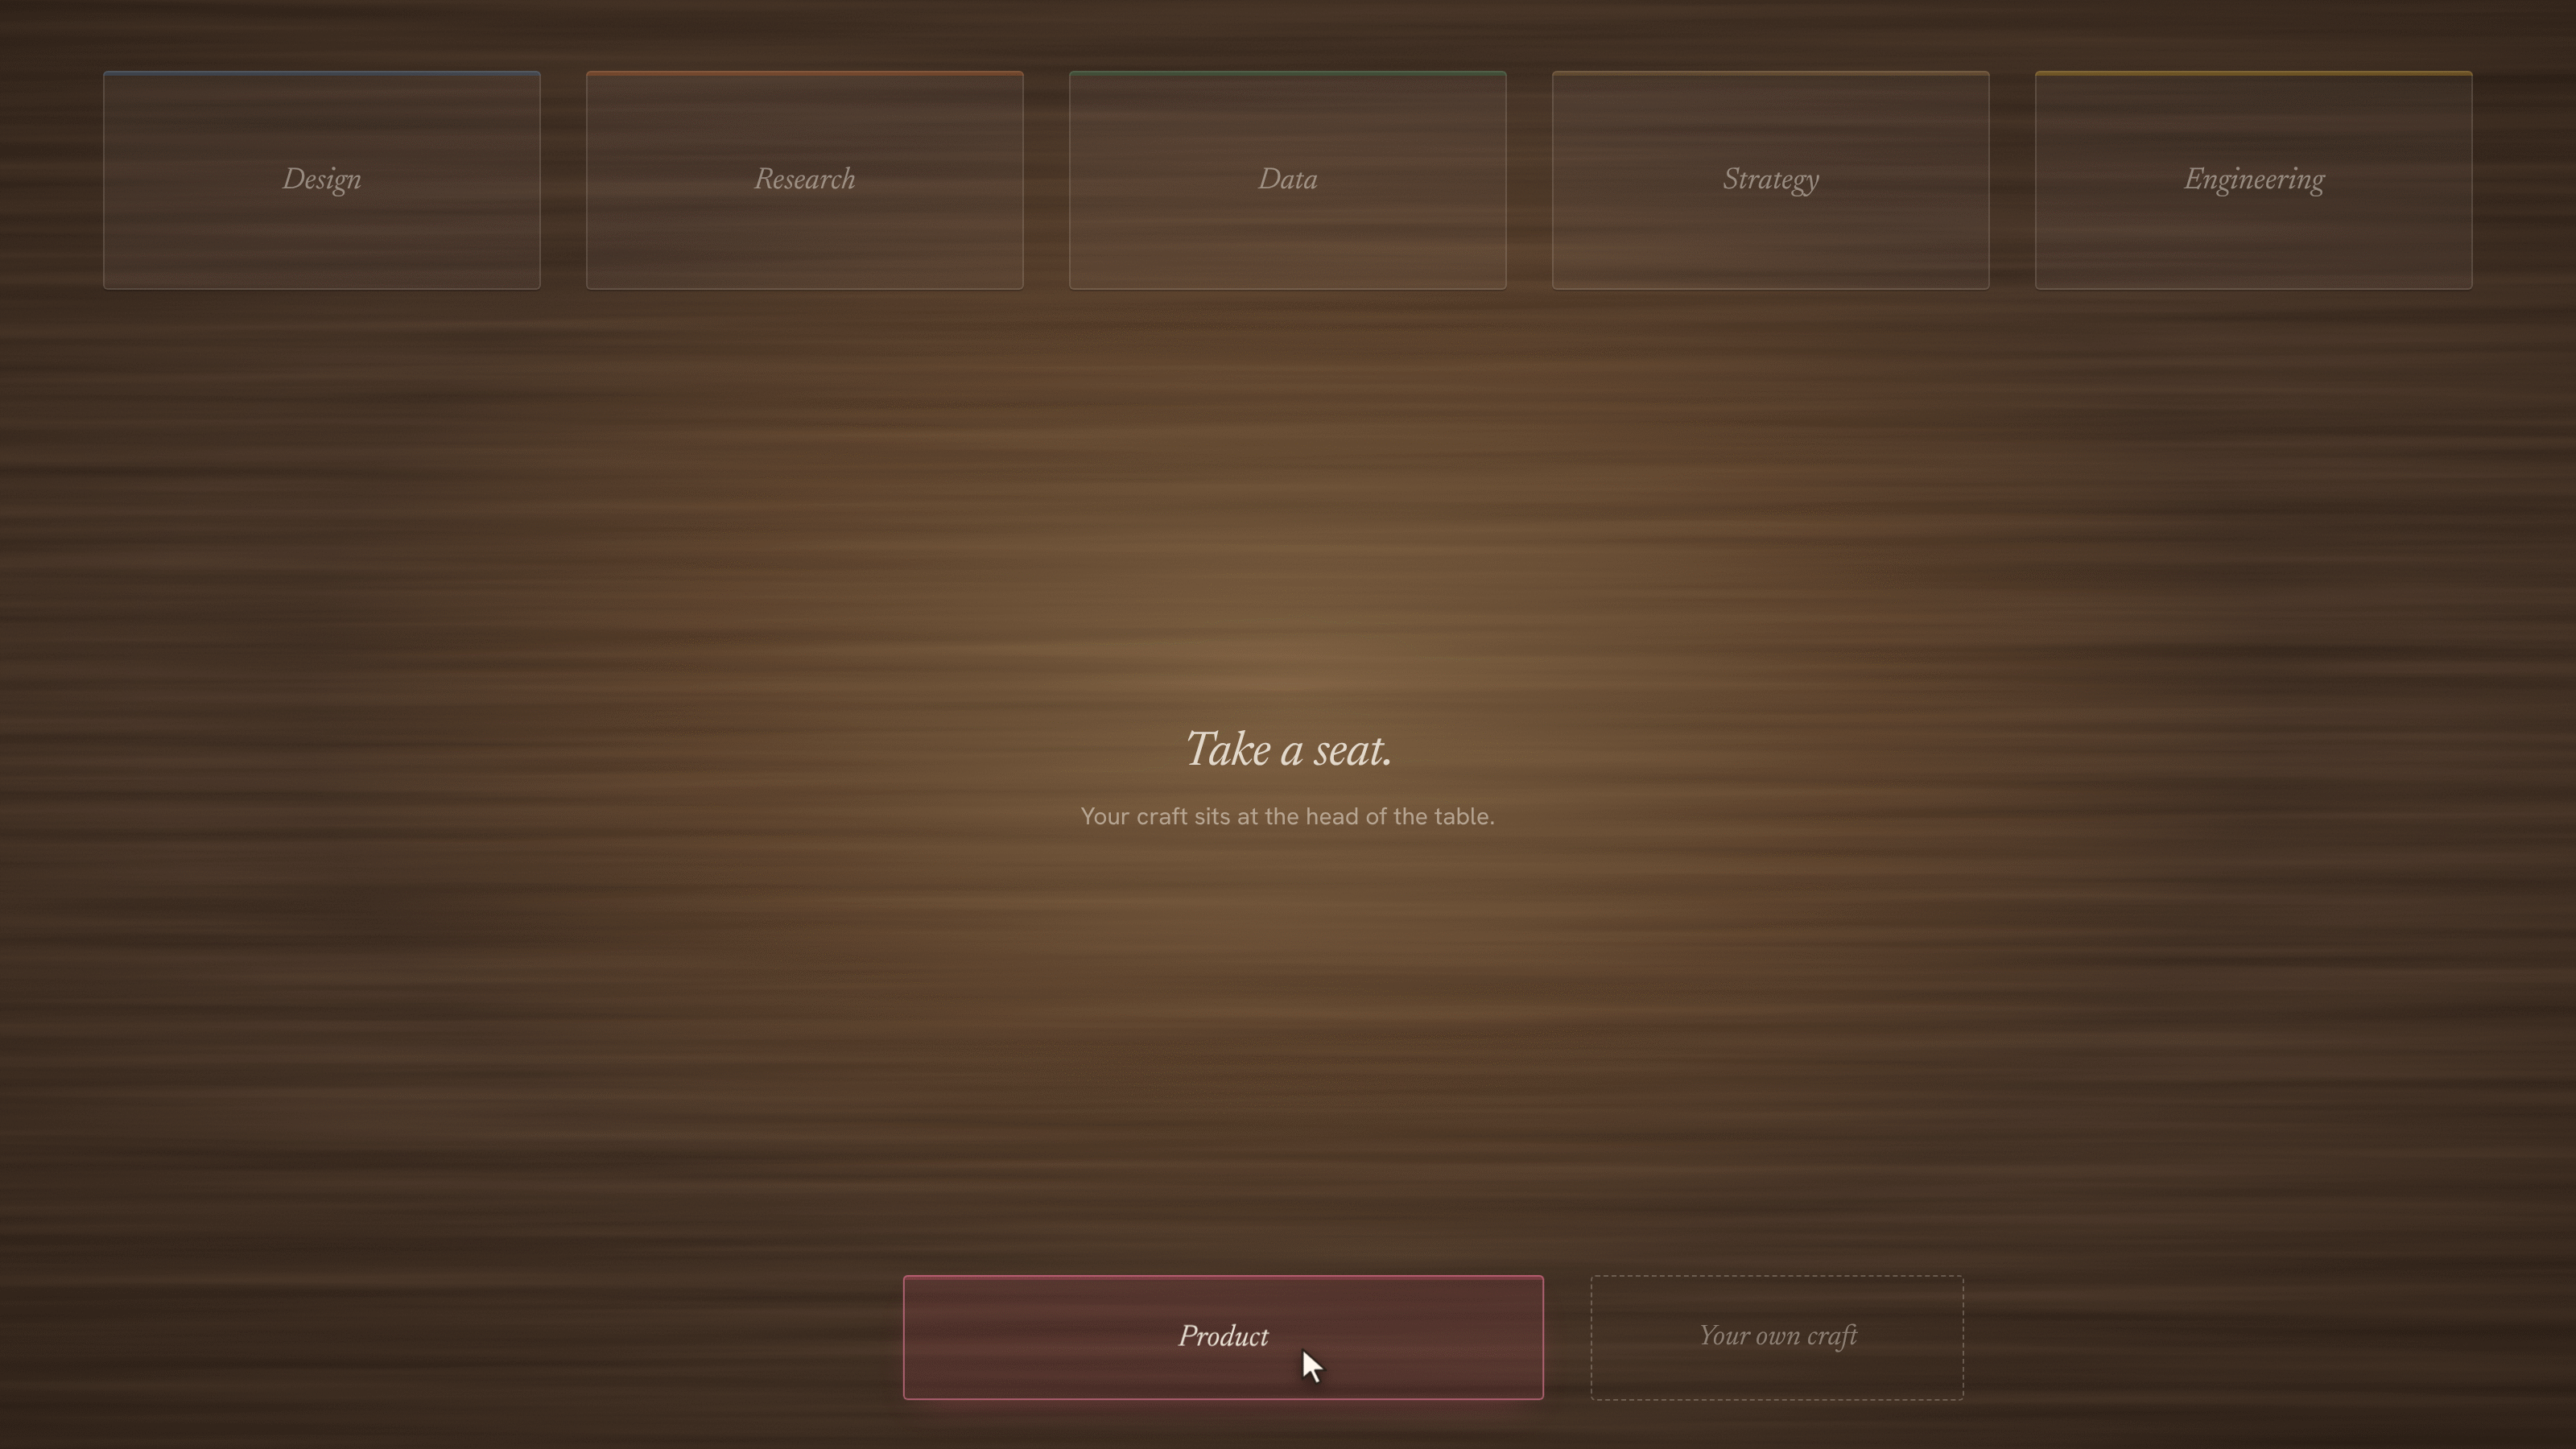 Design
Research
Data
Strategy
Engineering
Take a seat.
Your craft sits at the head of the table.
Product
Your own craft